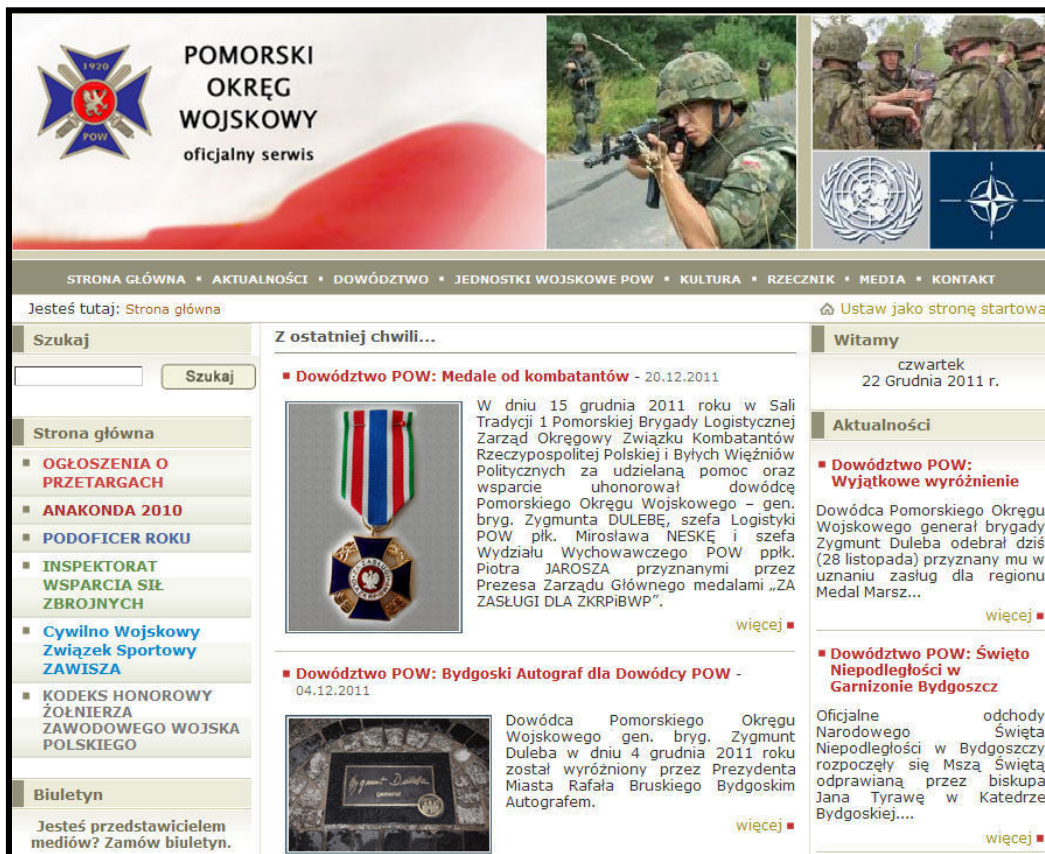 1920
POW
POMORSKI
OKRĘG
WOJSKOWY
oficjalny serwis
STRONA GŁÓWNA ▪ AKTUALNOŚCI ▪ DOWÓDZTWO ▪ JEDNOSTKI WOJSKOWE POW ▪ KULTURA ▪ RZECZNIK ▪ MEDIA ▪ KONTAKT
Jesteś tutaj: Strona główna
Ustaw jako stronę startową
Szukaj
Szukaj
Strona główna
OGŁOSZENIA O
PRZETARGACH
ANAKONDA 2010
PODOFICER ROKU
INSPEKTORAT
WSPARCIA SIŁ
ZBROJNYCH
Cywilno Wojskowy
Związek Sportowy
ZAWISZA
KODEKS HONOROWY
ŻOŁNIERZA
ZAWODOWEGO WOJSKA
POLSKIEGO
Biuletyn
Jesteś przedstawicielem
mediów? Zamów biuletyn.
Z ostatniej chwili...
Dowództwo POW: Medale od kombatantów - 20.12.2011
W dniu 15 grudnia 2011 roku w Sali
Tradycji 1 Pomorskiej Brygady Logistycznej
Zarząd Okręgowy Związku Kombatantów
Rzeczypospolitej Polskiej i Byłych Więźniów
Politycznych za udzielaną pomoc oraz
wsparcie uhonorował dowódcę
Pomorskiego Okręgu Wojskowego – gen.
bryg. Zygmunta DULEBĘ, szefa Logistyki
POW płk. Mirosława NESKĘ i szefa
Wydziału Wychowawczego POW ppłk.
Piotra JAROSZA przyznanymi przez
Prezesa Zarządu Głównego medalami „ZA
ZASŁUGI DLA ZKRPiBWP”.
więcej
Dowództwo POW: Bydgoski Autograf dla Dowódcy POW -
04.12.2011
Zygmunt Duleba
generał
Dowódca Pomorskiego Okręgu
Wojskowego gen. bryg. Zygmunt
Duleba w dniu 4 grudnia 2011 roku
został wyróżniony przez Prezydenta
Miasta Rafała Bruskiego Bydgoskim
Autografem.
więcej
Witamy
czwartek
22 Grudnia 2011 r.
Aktualności
Dowództwo POW:
Wyjątkowe wyróżnienie
Dowódca Pomorskiego Okręgu
Wojskowego generał brygady
Zygmunt Duleba odebrał dziś
(28 listopada) przyznany mu w
uznaniu zasług dla regionu
Medal Marsz...
więcej
Dowództwo POW: Święto
Niepodległości w
Garnizonie Bydgoszcz
Oficjalne odchody
Narodowego Święta
Niepodległości w Bydgoszczy
rozpoczęły się Mszą Świętą
odprawianą przez biskupa
Jana Tyrawę w Katedrze
Bydgoskiej....
więcej